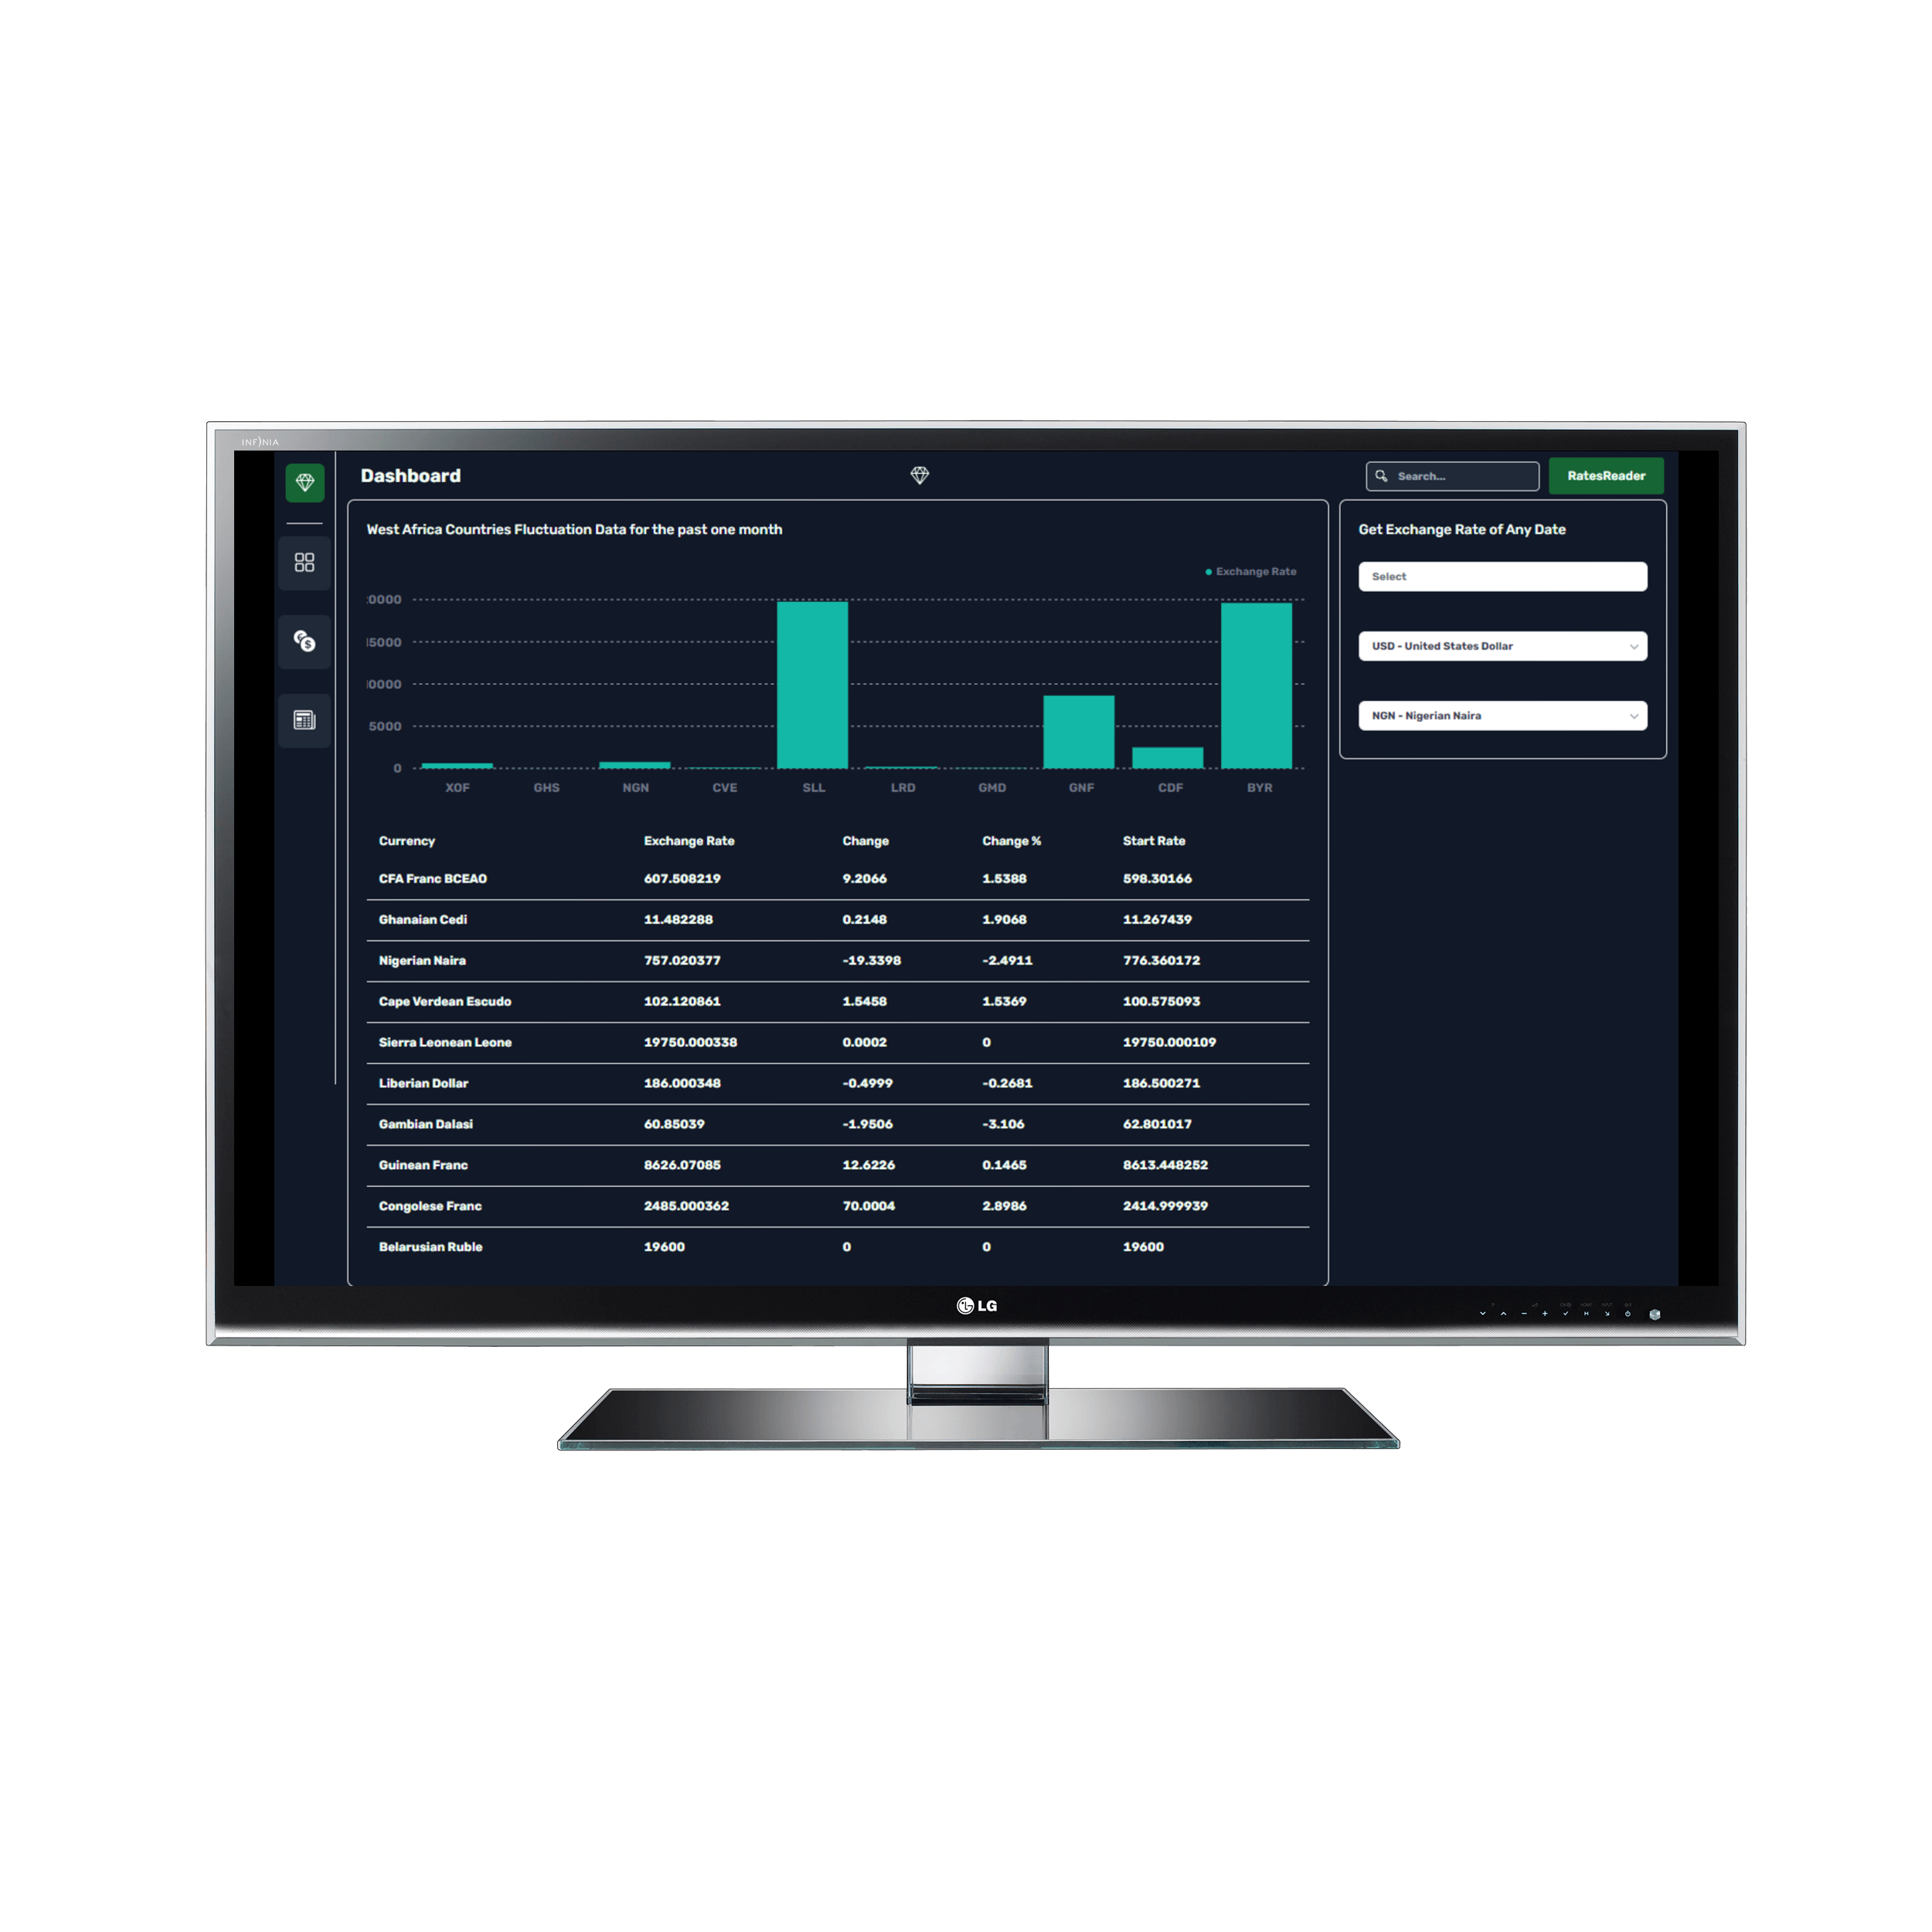 INFINIA
Dashboard
Search...
RatesReader
West Africa Countries Fluctuation Data for the past one month
Exchange Rate
20000
15000
10000
5000
0
XOF GHS NGN CVE SLL LRD GMD GNF CDF BYR
Currency Exchange Rate Change Change % Start Rate
CFA Franc BCEAO 607.508219 9.2066 1.5388 598.30166
Ghanaian Cedi 11.482288 0.2148 1.9068 11.267439
Nigerian Naira 757.020377 -19.3398 -2.4911 776.360172
Cape Verdean Escudo 102.120861 1.5458 1.5369 100.575093
Sierra Leonean Leone 19750.000338 0.0002 0 19750.000109
Liberian Dollar 186.000348 -0.4999 -0.2681 186.500271
Gambian Dalasi 60.85039 -1.9506 -3.106 62.801017
Guinean Franc 8626.07085 12.6226 0.1465 8613.448252
Congolese Franc 2485.000362 70.0004 2.8986 2414.999939
Belarusian Ruble 19600 0 0 19600
Get Exchange Rate of Any Date
Select
USD - United States Dollar
NGN - Nigerian Naira
LG